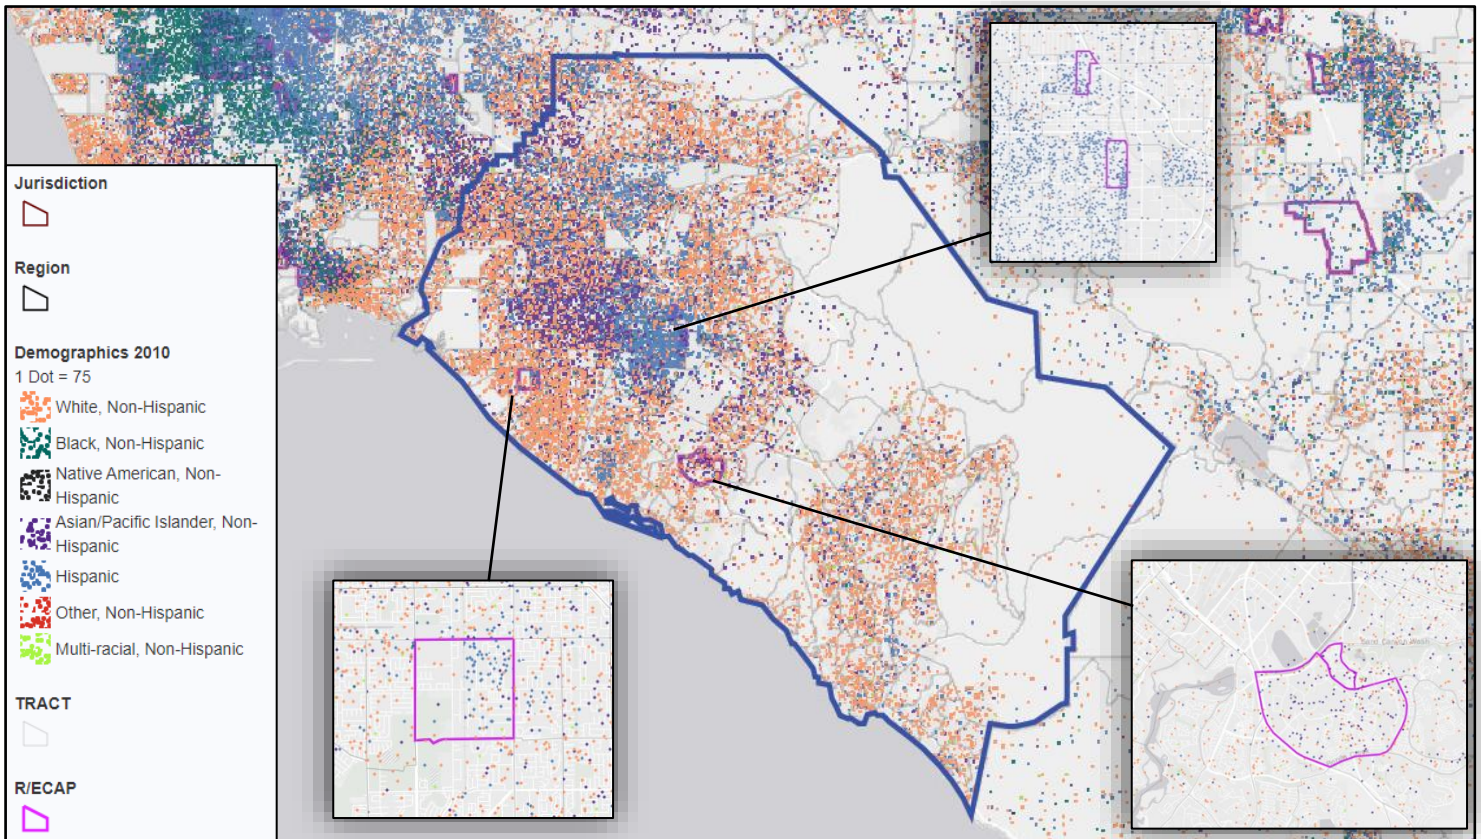 Jurisdiction
Region
Demographics 2010
1 Dot = 75
White, Non-Hispanic
Black, Non-Hispanic
Native American, Non-
Hispanic
Asian/Pacific Islander, Non-
Hispanic
Hispanic
Other, Non-Hispanic
Multi-racial, Non-Hispanic
TRACT
R/ECAP